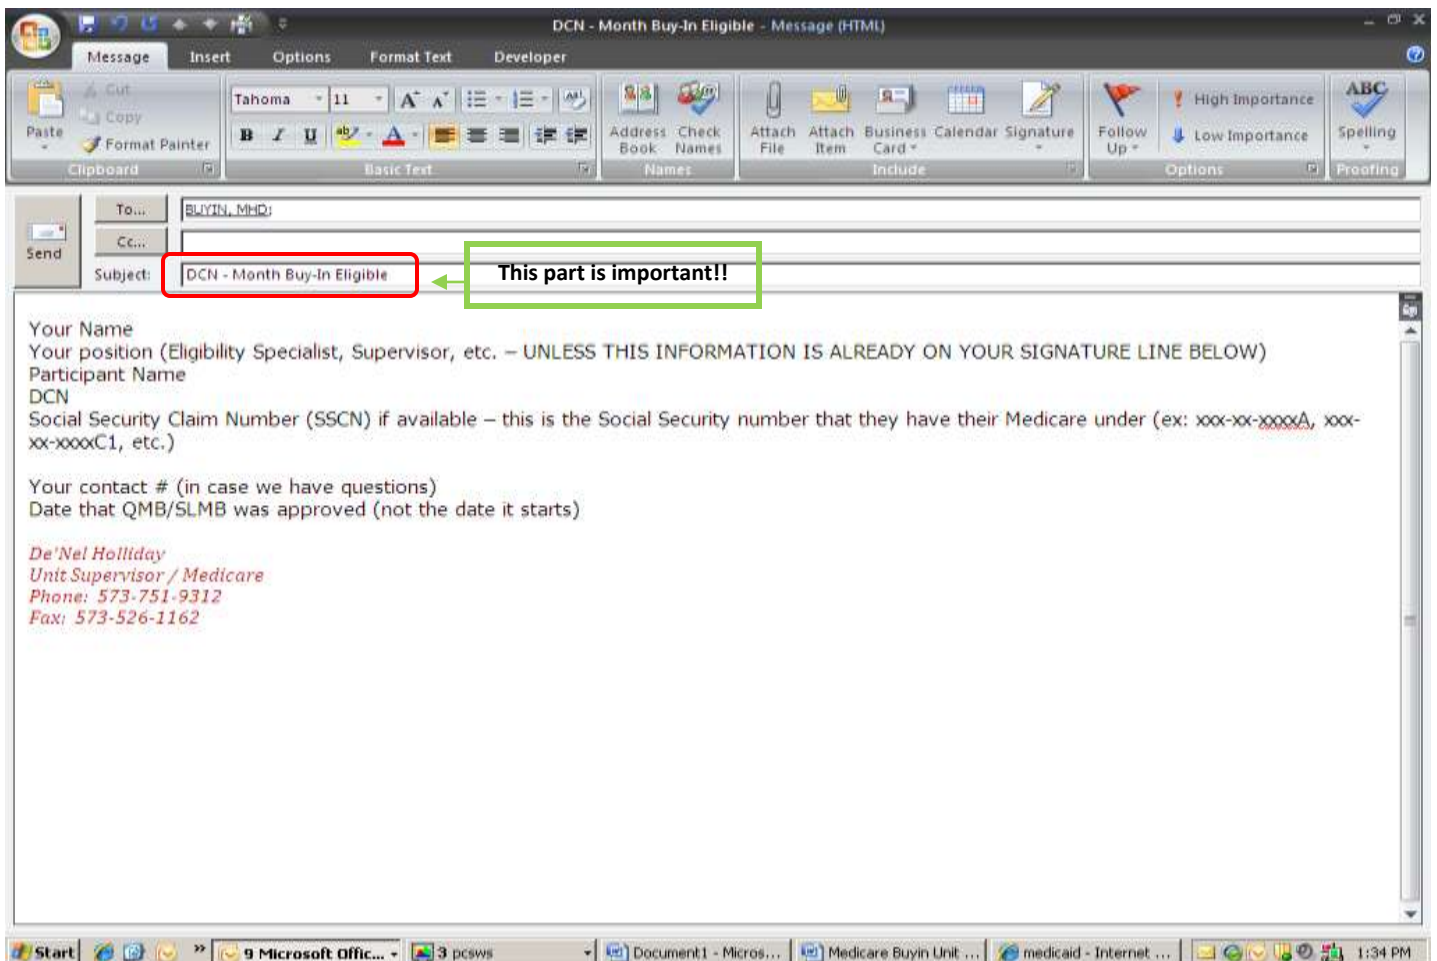 DCN - Month Buy-In Eligible - Message (HTML)
Message Insert Options Format Text Developer
Cut
Copy
Paste
Format Painter
Clipboard
Tahoma 11
B I U
Basic Text
Address Book
Check Names
Names
Attach File
Attach Item
Business Card
Calendar
Signature
Include
Follow Up
High Importance
Low Importance
Options
ABC
Spelling
Proofing
Send
To... BUYIN, MHD;
Cc...
Subject: DCN - Month Buy-In Eligible
This part is important!!
Your Name
Your position (Eligibility Specialist, Supervisor, etc. – UNLESS THIS INFORMATION IS ALREADY ON YOUR SIGNATURE LINE BELOW)
Participant Name
DCN
Social Security Claim Number (SSCN) if available – this is the Social Security number that they have their Medicare under (ex: xxx-xx-xxxxA, xxx-
xx-xxxxC1, etc.)
Your contact # (in case we have questions)
Date that QMB/SLMB was approved (not the date it starts)
De'Nel Holliday
Unit Supervisor / Medicare
Phone: 573-751-9312
Fax: 573-526-1162
Start 9 Microsoft Offic... 3 pcsws Document1 - Micros... Medicare Buyin Unit ... medicaid - Internet ... 1:34 PM